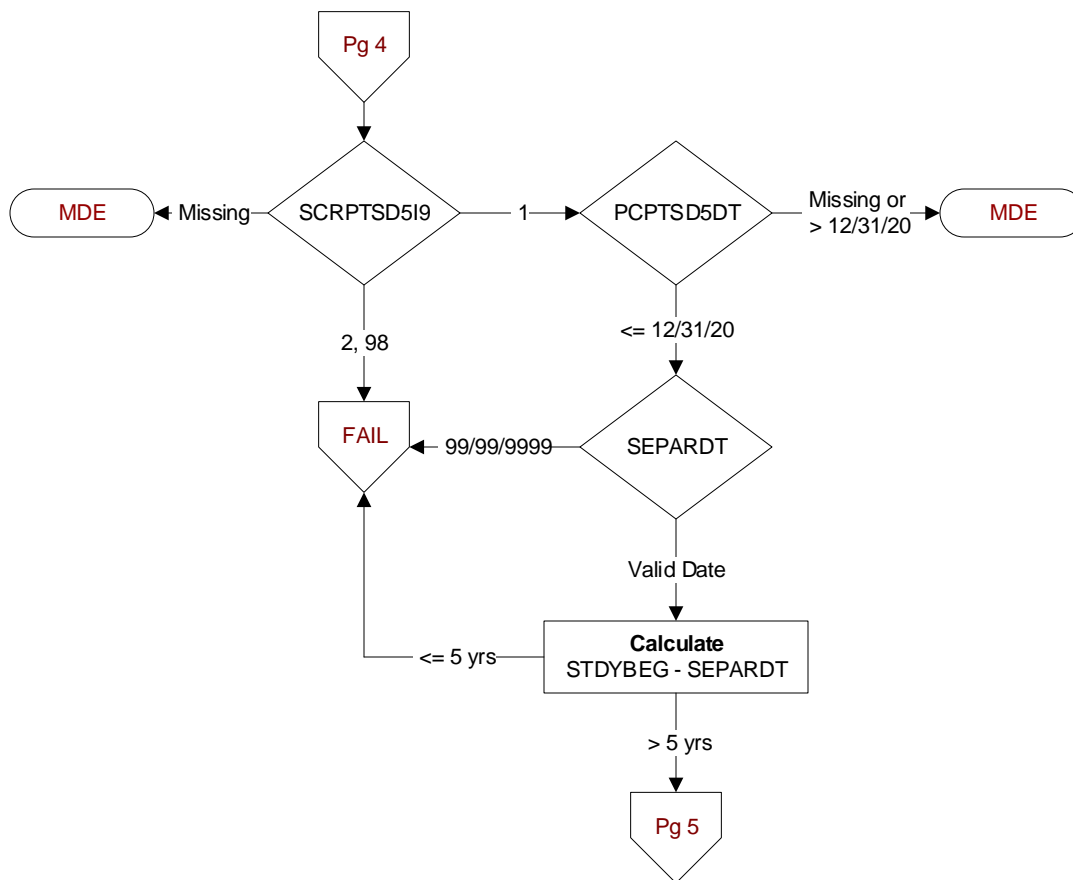 Pg 4
MDE
Missing
SCRPTSD5I9
1
PCPTSD5DT
Missing or
> 12/31/20
MDE
2, 98
<= 12/31/20
FAIL
99/99/9999
SEPARDT
Valid Date
<= 5 yrs
Calculate
STDYBEG - SEPARDT
> 5 yrs
Pg 5